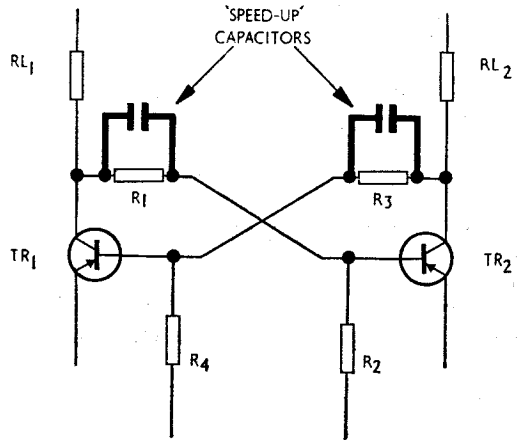 'SPEED-UP'
CAPACITORS
RL1
RL2
R1
R3
TR1
TR2
R4
R2